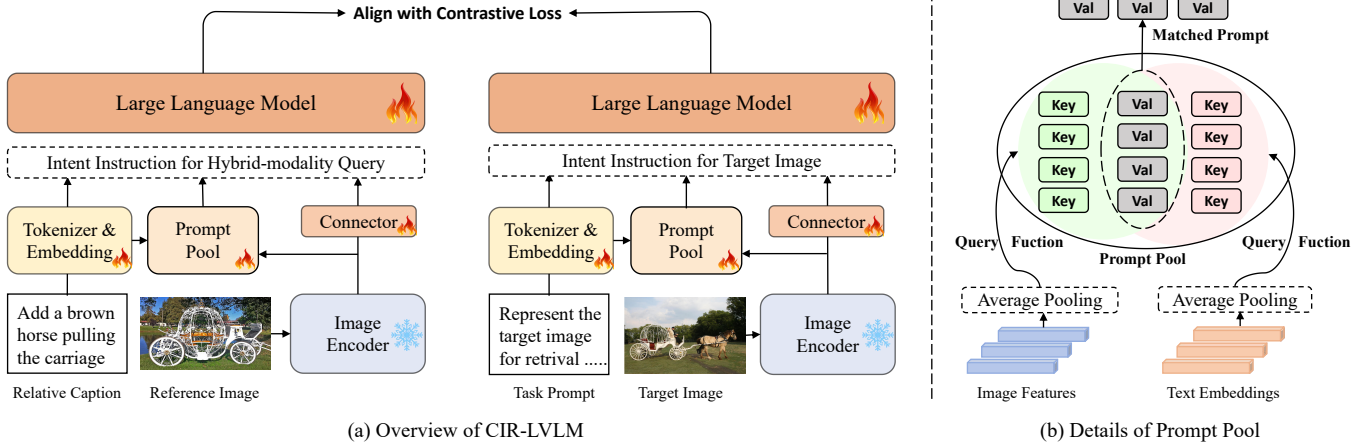 Align with Contrastive Loss
Large Language Model
Intent Instruction for Hybrid-modality Query
Tokenizer &
Embedding
Prompt
Pool
Connector
Add a brown
horse pulling
the carriage
Image
Encoder
Relative Caption
Reference Image
Large Language Model
Intent Instruction for Target Image
Tokenizer &
Embedding
Prompt
Pool
Connector
Represent the
target image
for retrival .....
Image
Encoder
Task Prompt
Target Image
(a) Overview of CIR-LVLM
Val Val Val
Matched Prompt
Key Val Key
Key Val Key
Key Val Key
Key Val Key
Query Fuction
Query Fuction
Prompt Pool
Average Pooling
Average Pooling
Image Features
Text Embeddings
(b) Details of Prompt Pool